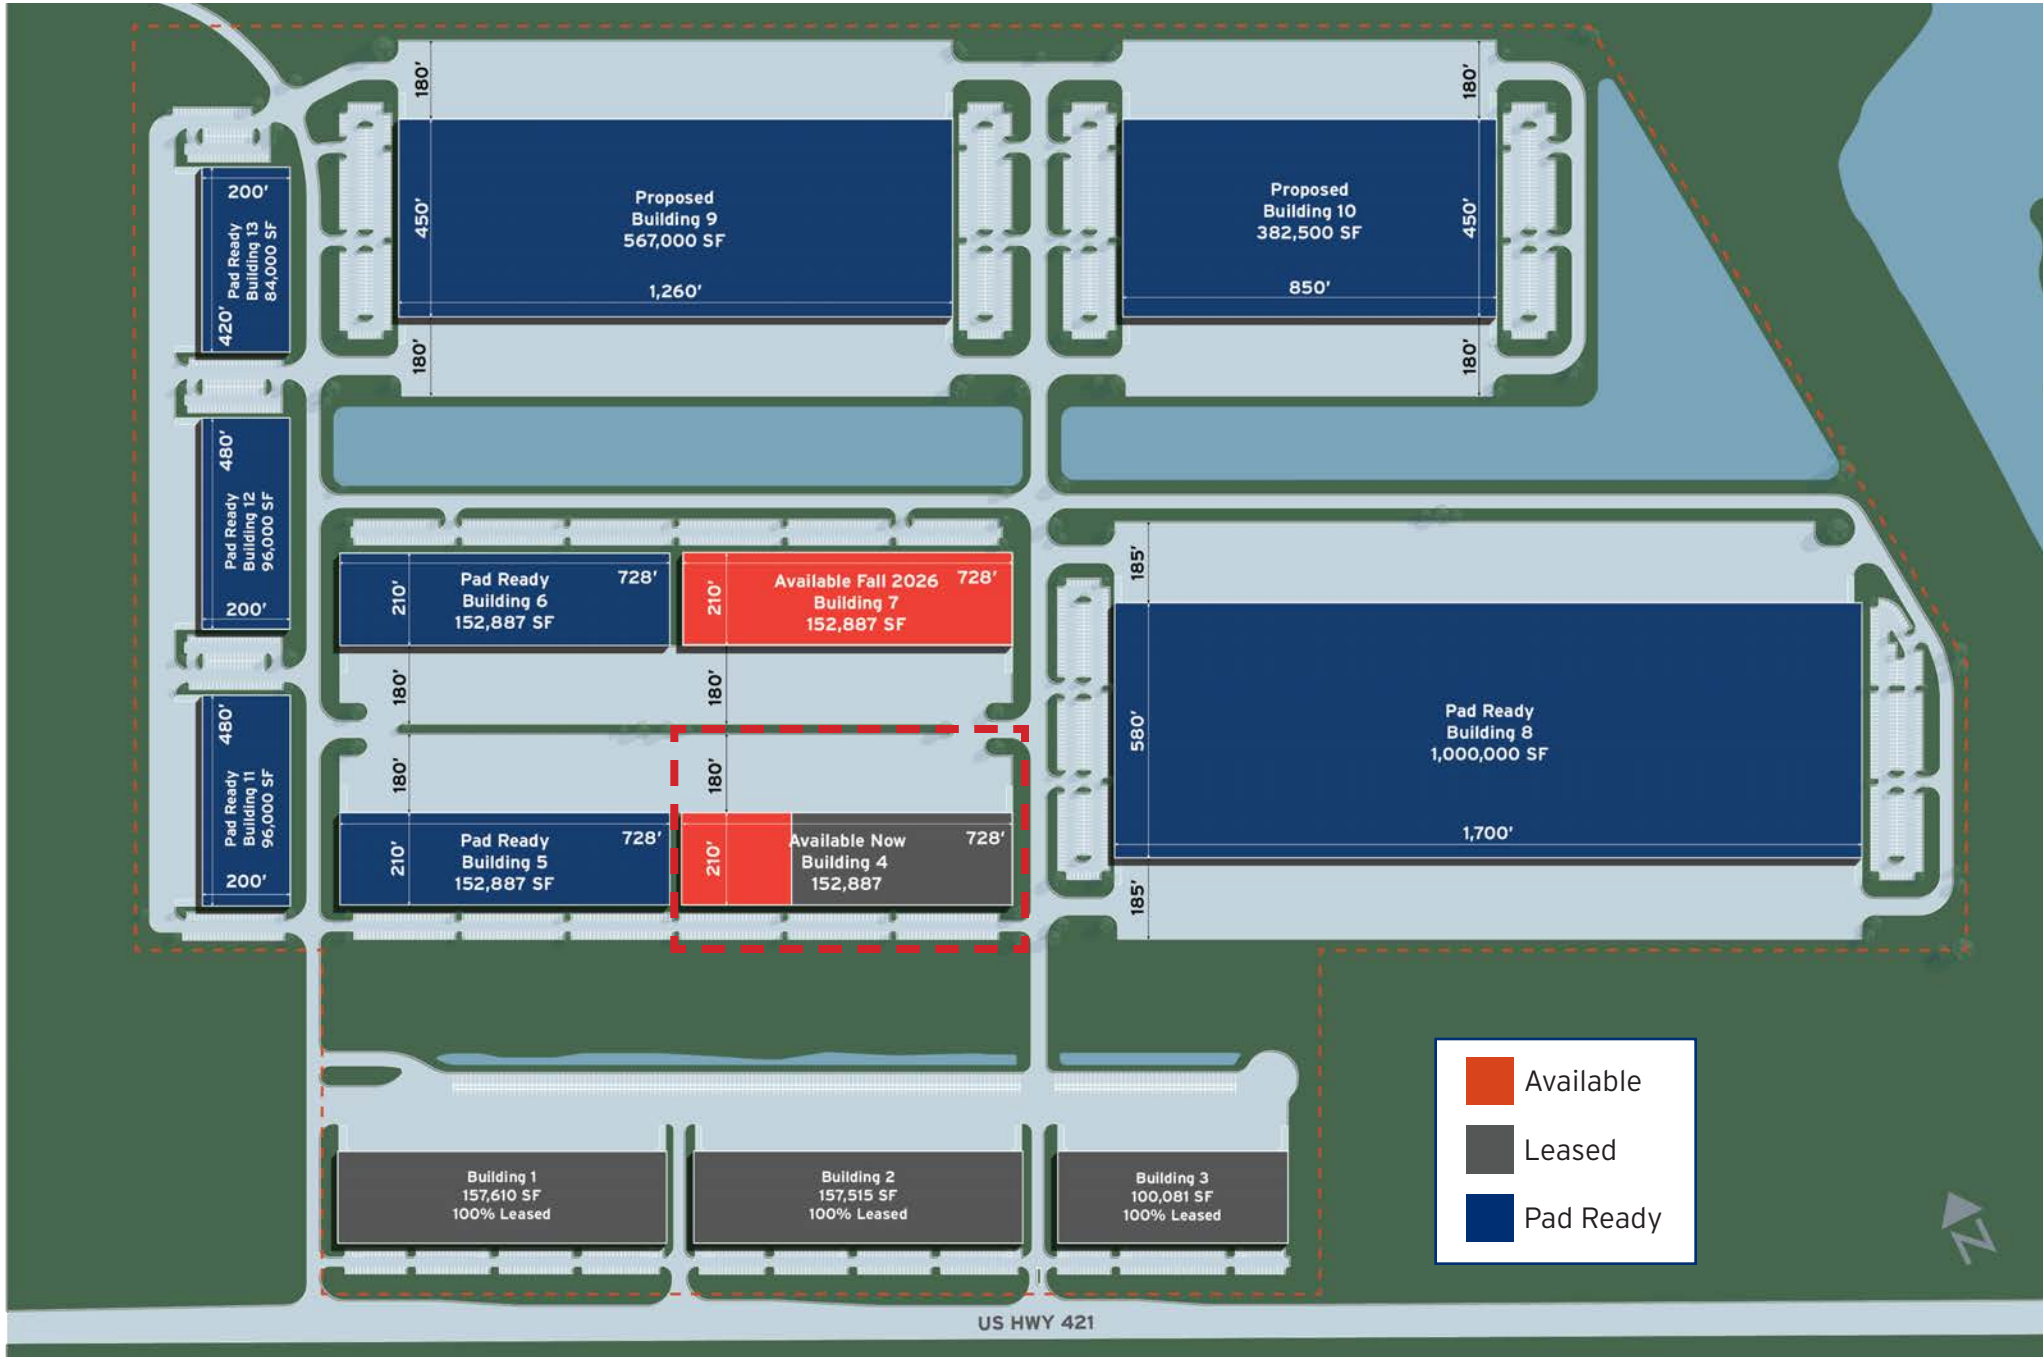 180'
450'
Proposed
Building 9
567,000 SF
1,260'
180'
180'
Proposed
Building 10
382,500 SF
450'
850'
180'
200'
Pad Ready
Building 13
84,000 SF
420'
480'
Pad Ready
Building 12
96,000 SF
200'
480'
Pad Ready
Building 11
96,000 SF
200'
210'
Pad Ready
Building 6
152,887 SF
728'
180'
210'
Available Fall 2026
Building 7
152,887 SF
728'
180'
180'
210'
Pad Ready
Building 5
152,887 SF
728'
180'
210'
Available Now
Building 4
152,887
728'
185'
580'
Pad Ready
Building 8
1,000,000 SF
1,700'
185'
Building 1
157,610 SF
100% Leased
Building 2
157,515 SF
100% Leased
Building 3
100,081 SF
100% Leased
Available
Leased
Pad Ready
N
US HWY 421